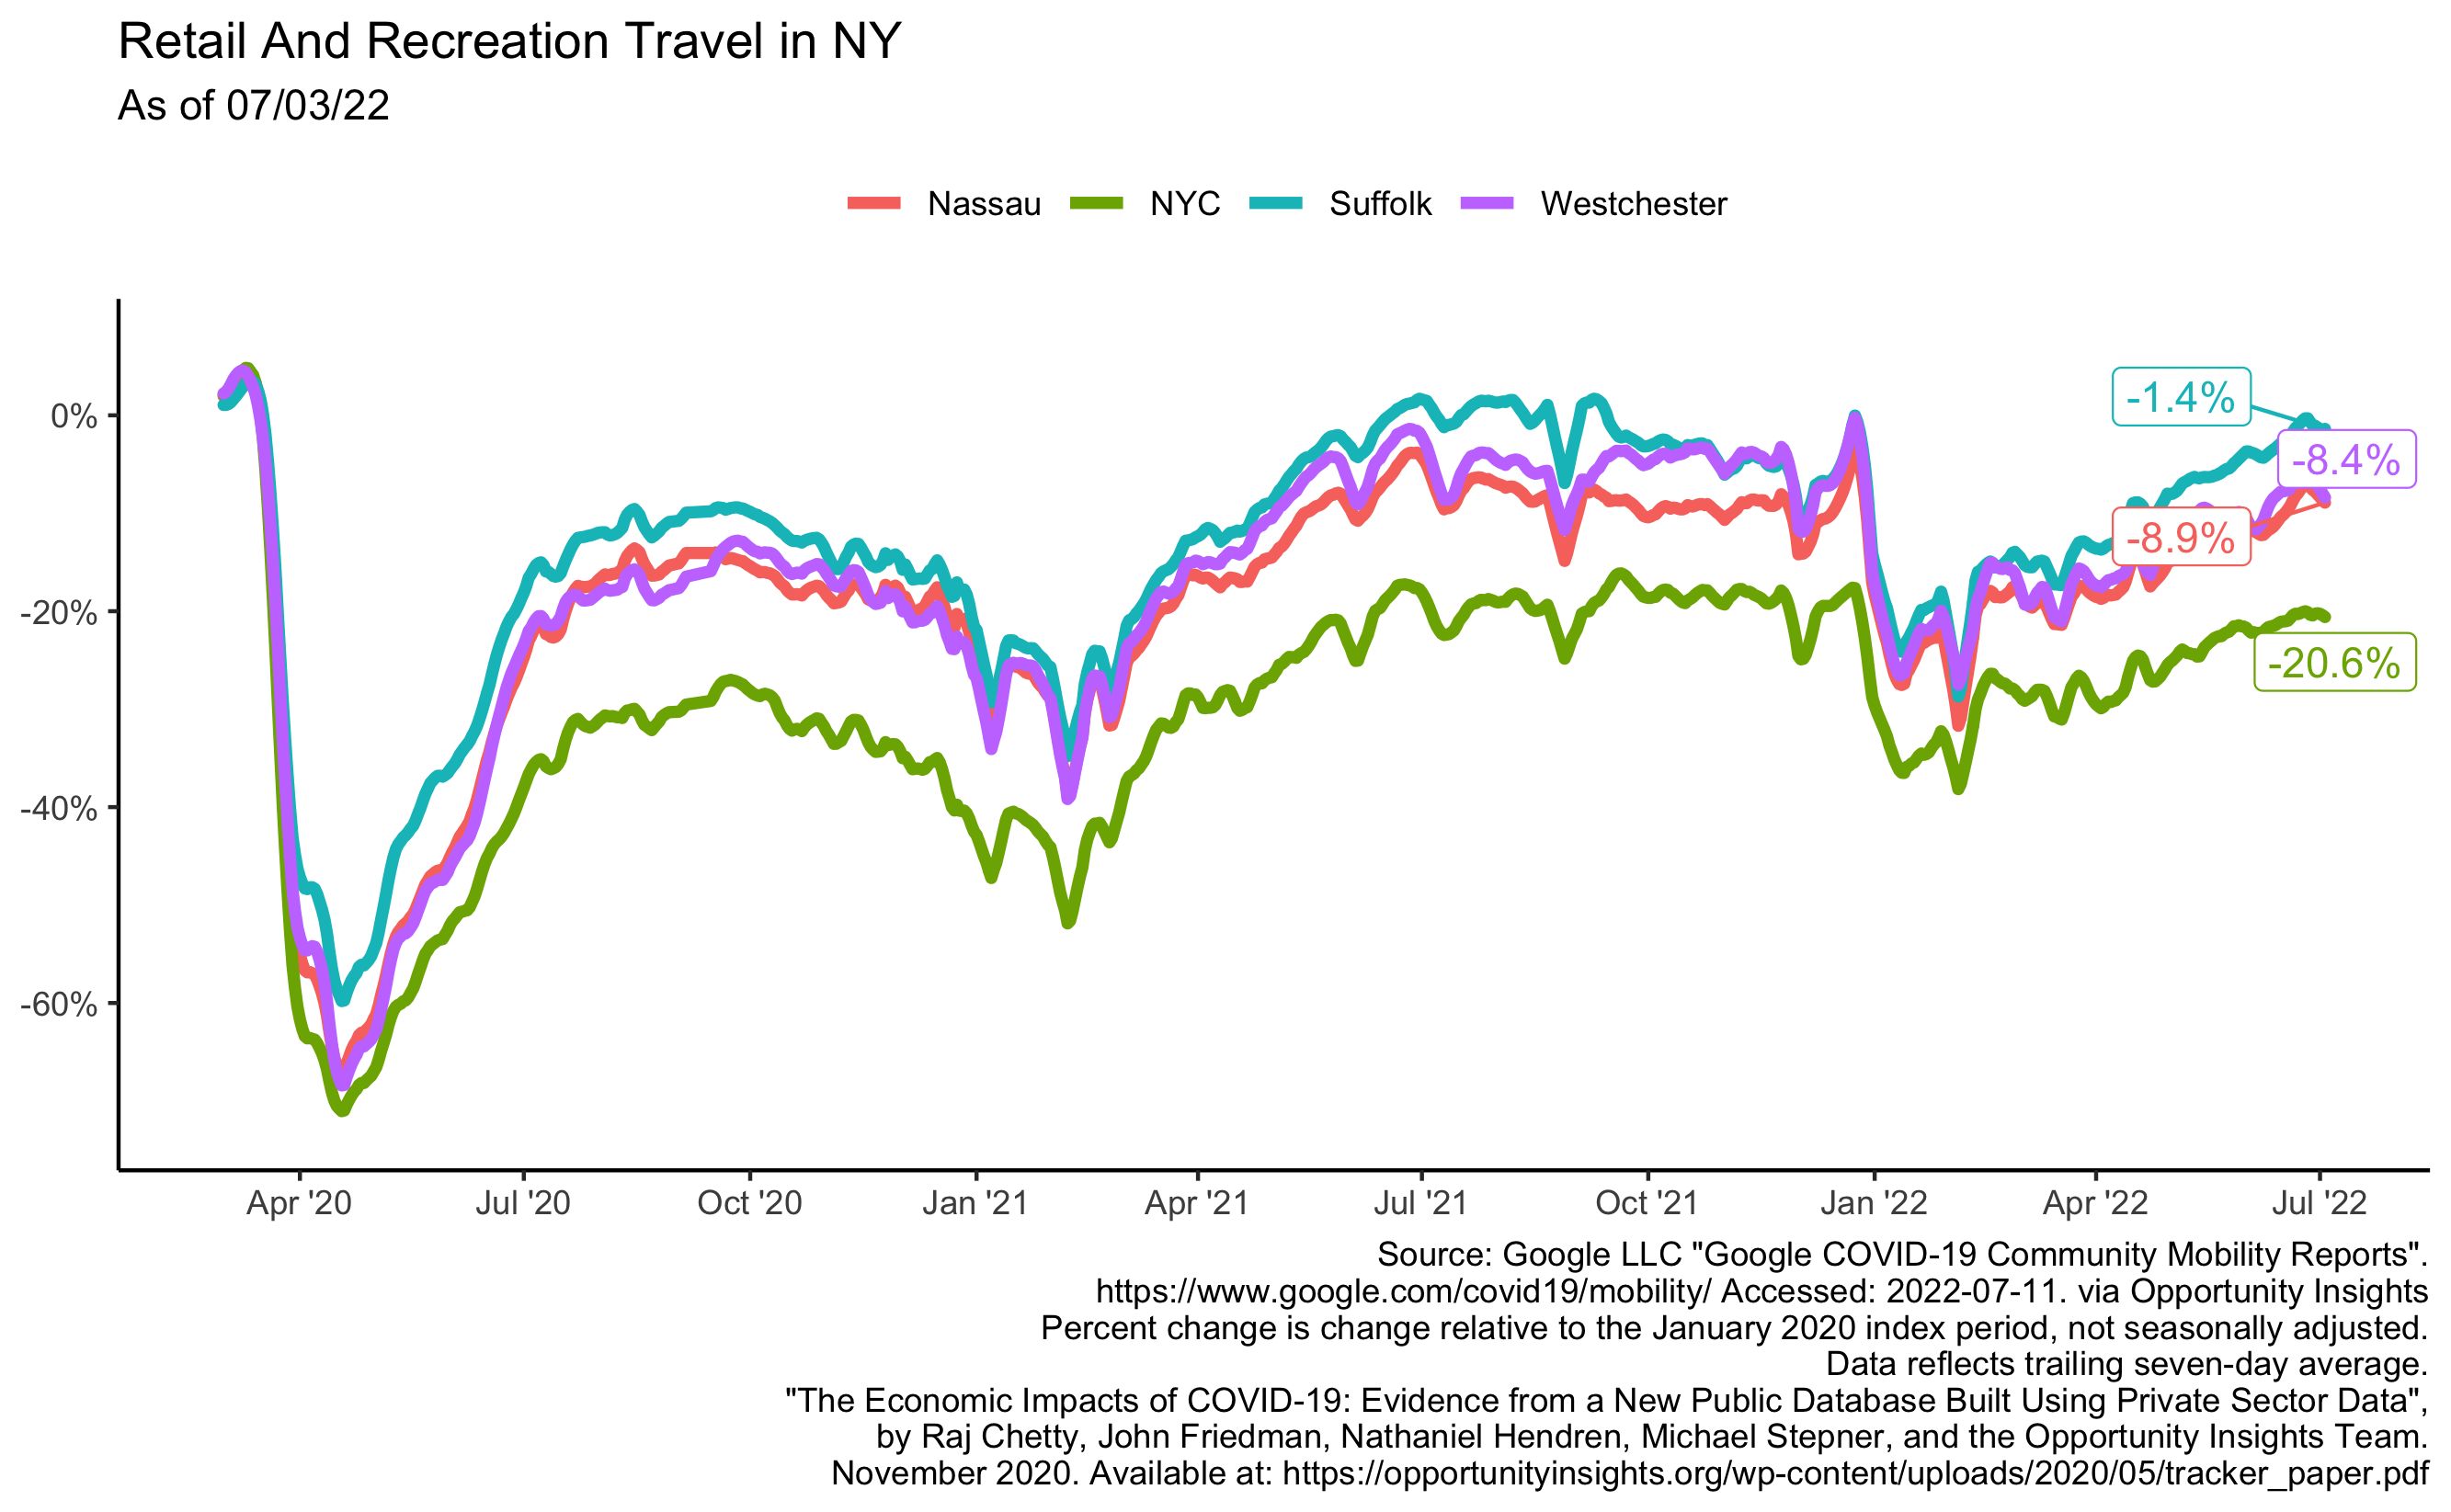 Retail And Recreation Travel in NY
As of 07/03/22
Nassau NYC Suffolk Westchester
0%
-20%
-40%
-60%
-1.4%
-8.4%
-8.9%
-20.6%
Apr '20 Jul '20 Oct '20 Jan '21 Apr '21 Jul '21 Oct '21 Jan '22 Apr '22 Jul '22
Source: Google LLC "Google COVID-19 Community Mobility Reports".
https://www.google.com/covid19/mobility/ Accessed: 2022-07-11. via Opportunity Insights
Percent change is change relative to the January 2020 index period, not seasonally adjusted.
Data reflects trailing seven-day average.
"The Economic Impacts of COVID-19: Evidence from a New Public Database Built Using Private Sector Data",
by Raj Chetty, John Friedman, Nathaniel Hendren, Michael Stepner, and the Opportunity Insights Team.
November 2020. Available at: https://opportunityinsights.org/wp-content/uploads/2020/05/tracker_paper.pdf